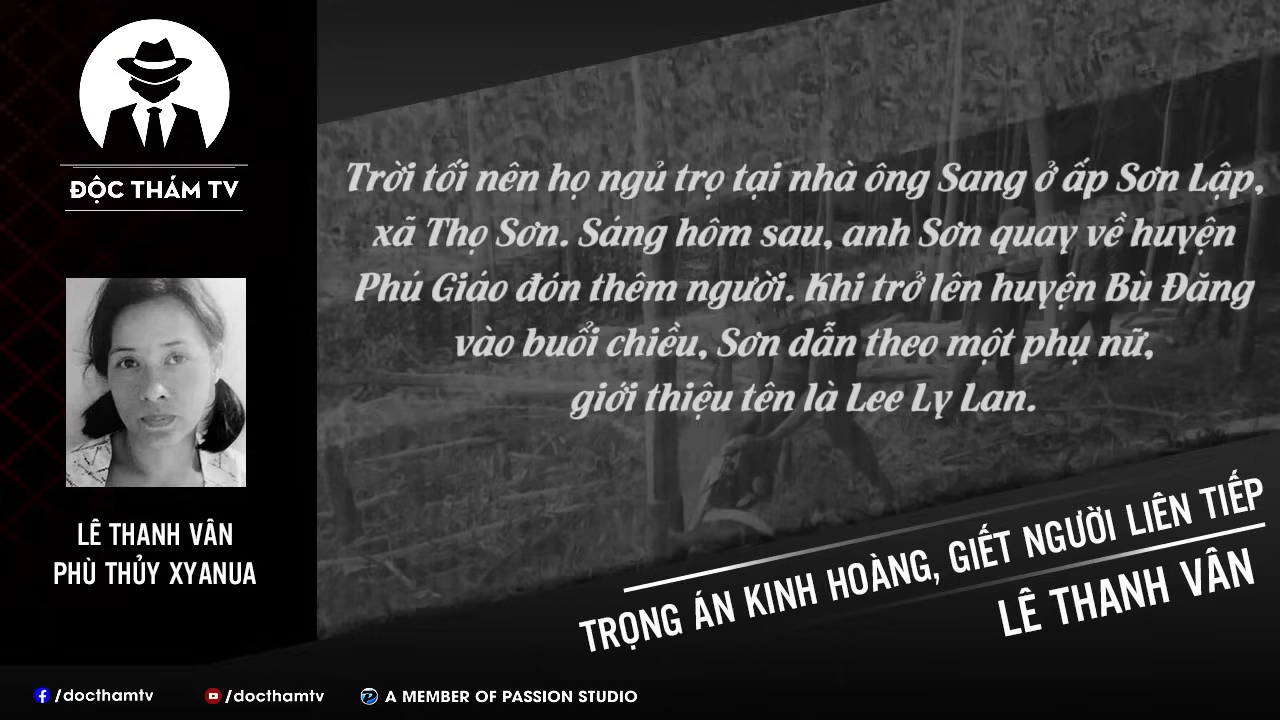 ĐỘC THÁM TV
LÊ THANH VÂN
PHÙ THỦY XYANUA
Trời tối nên họ ngủ trọ tại nhà ông Sang ở ấp Sơn Lập,
xã Thọ Sơn. Sáng hôm sau, anh Sơn quay về huyện
Phú Giáo đón thêm người. Khi trở lên huyện Bù Đăng
vào buổi chiều, Sơn dẫn theo một phụ nữ,
giới thiệu tên là Lee Ly Lan.
TRỌNG ÁN KINH HOÀNG, GIẾT NGƯỜI LIÊN TIẾP
LÊ THANH VÂN
/docthamtv
/docthamtv
A MEMBER OF PASSION STUDIO